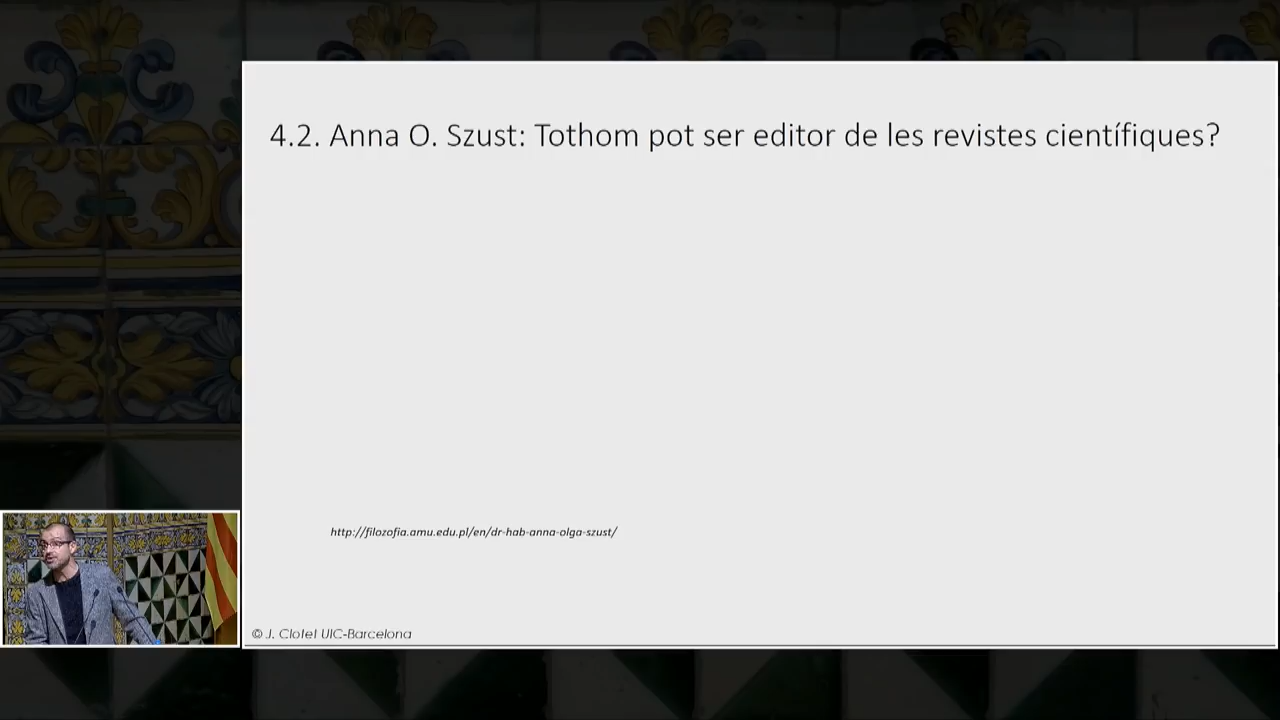 4.2. Anna O. Szust: Tothom pot ser editor de les revistes científiques?
http://filozofia.amu.edu.pl/en/dr-hab-anna-olga-szust/
© J. Clotet UIC-Barcelona